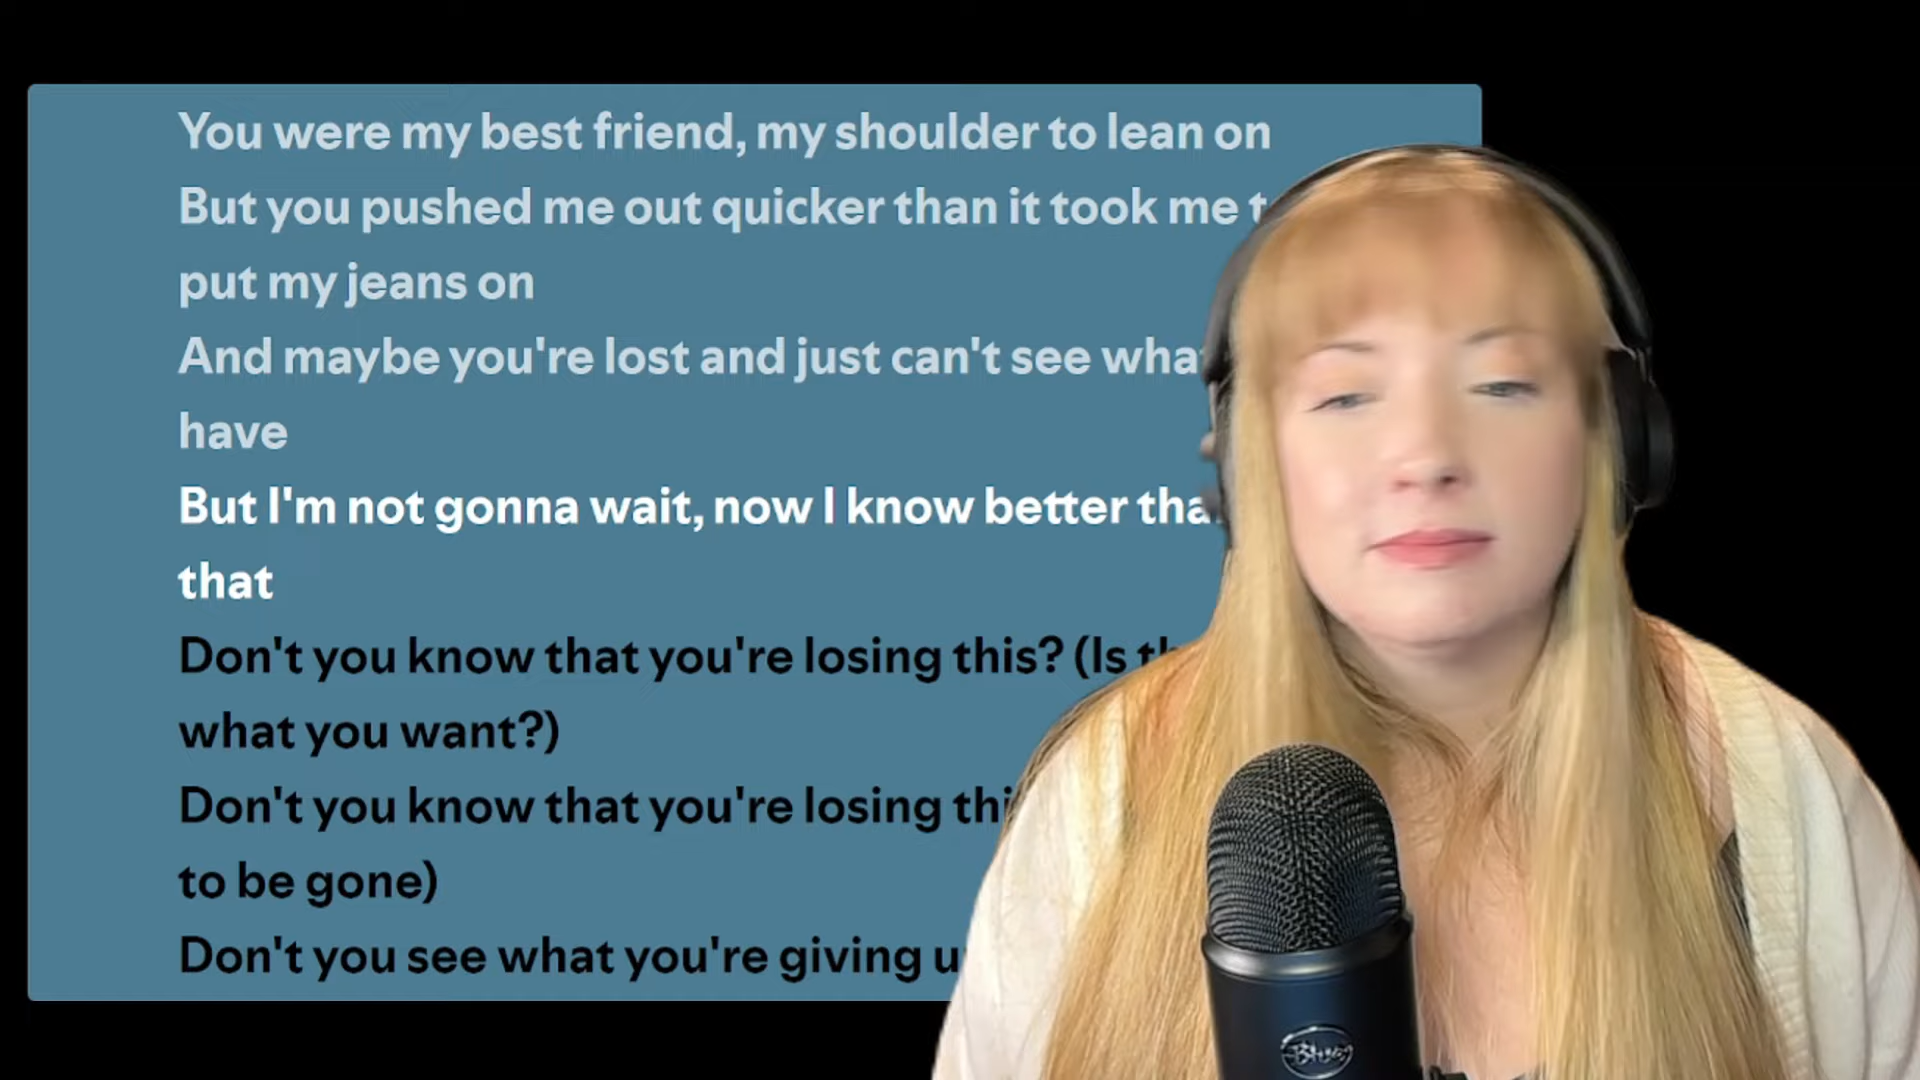 You were my best friend, my shoulder to lean on
But you pushed me out quicker than it took me
put my jeans on
And maybe you're lost and just can't see
have
But I'm not gonna wait, now I know better
that
Don't you know that you're losing this? (Is
what you want?)
Don't you know that you're losing
to be gone)
Don't you see what you're giving
Blue